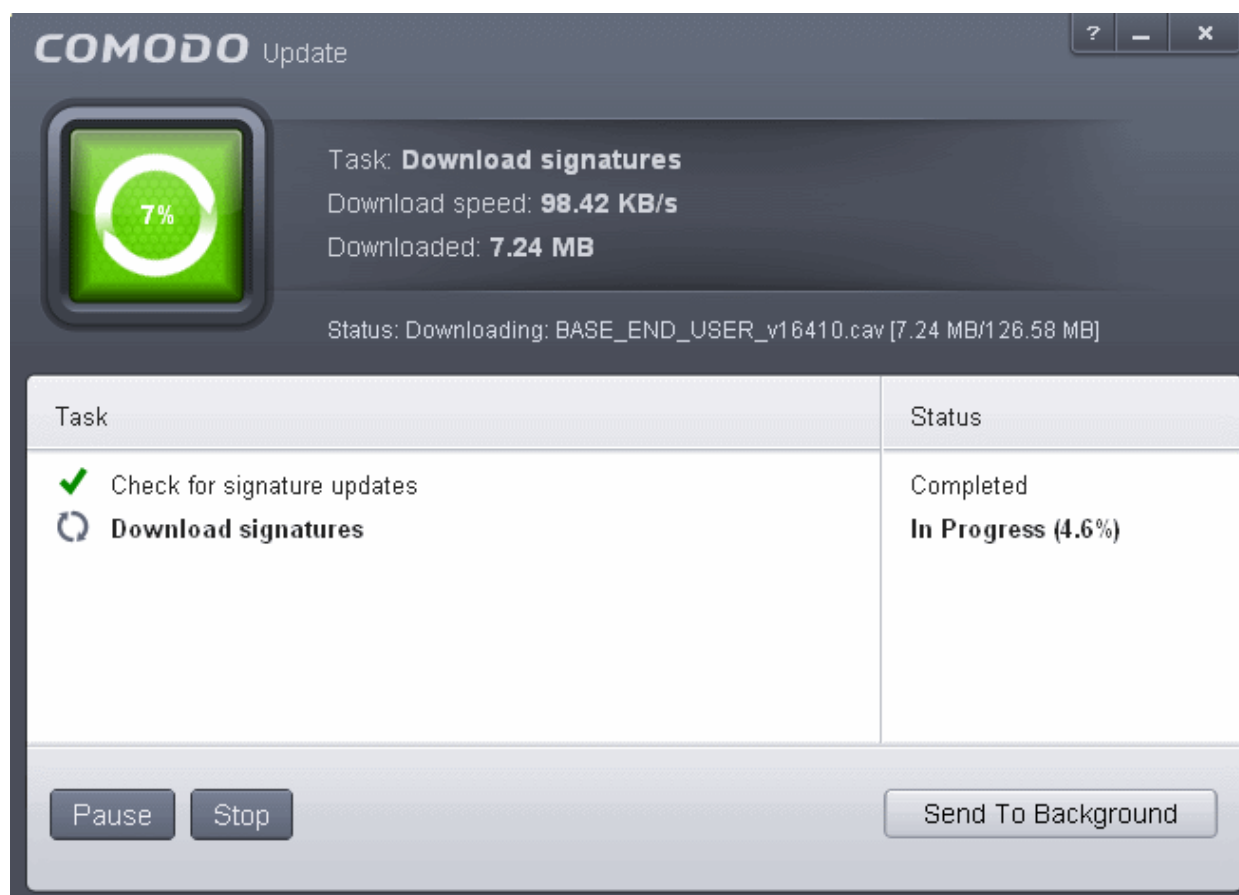 COMODO Update
? _ x
7%
Task: Download signatures
Download speed: 98.42 KB/s
Downloaded: 7.24 MB
Status: Downloading: BASE_END_USER_v16410.cav [7.24 MB/126.58 MB]
Task Status
Check for signature updates Completed
Download signatures In Progress (4.6%)
Pause Stop Send To Background